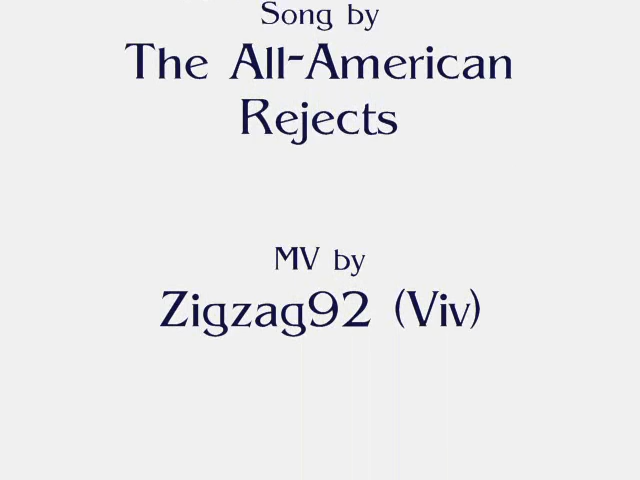 Song by
The All-American
Rejects
MV by
Zigzag92 (Viv)